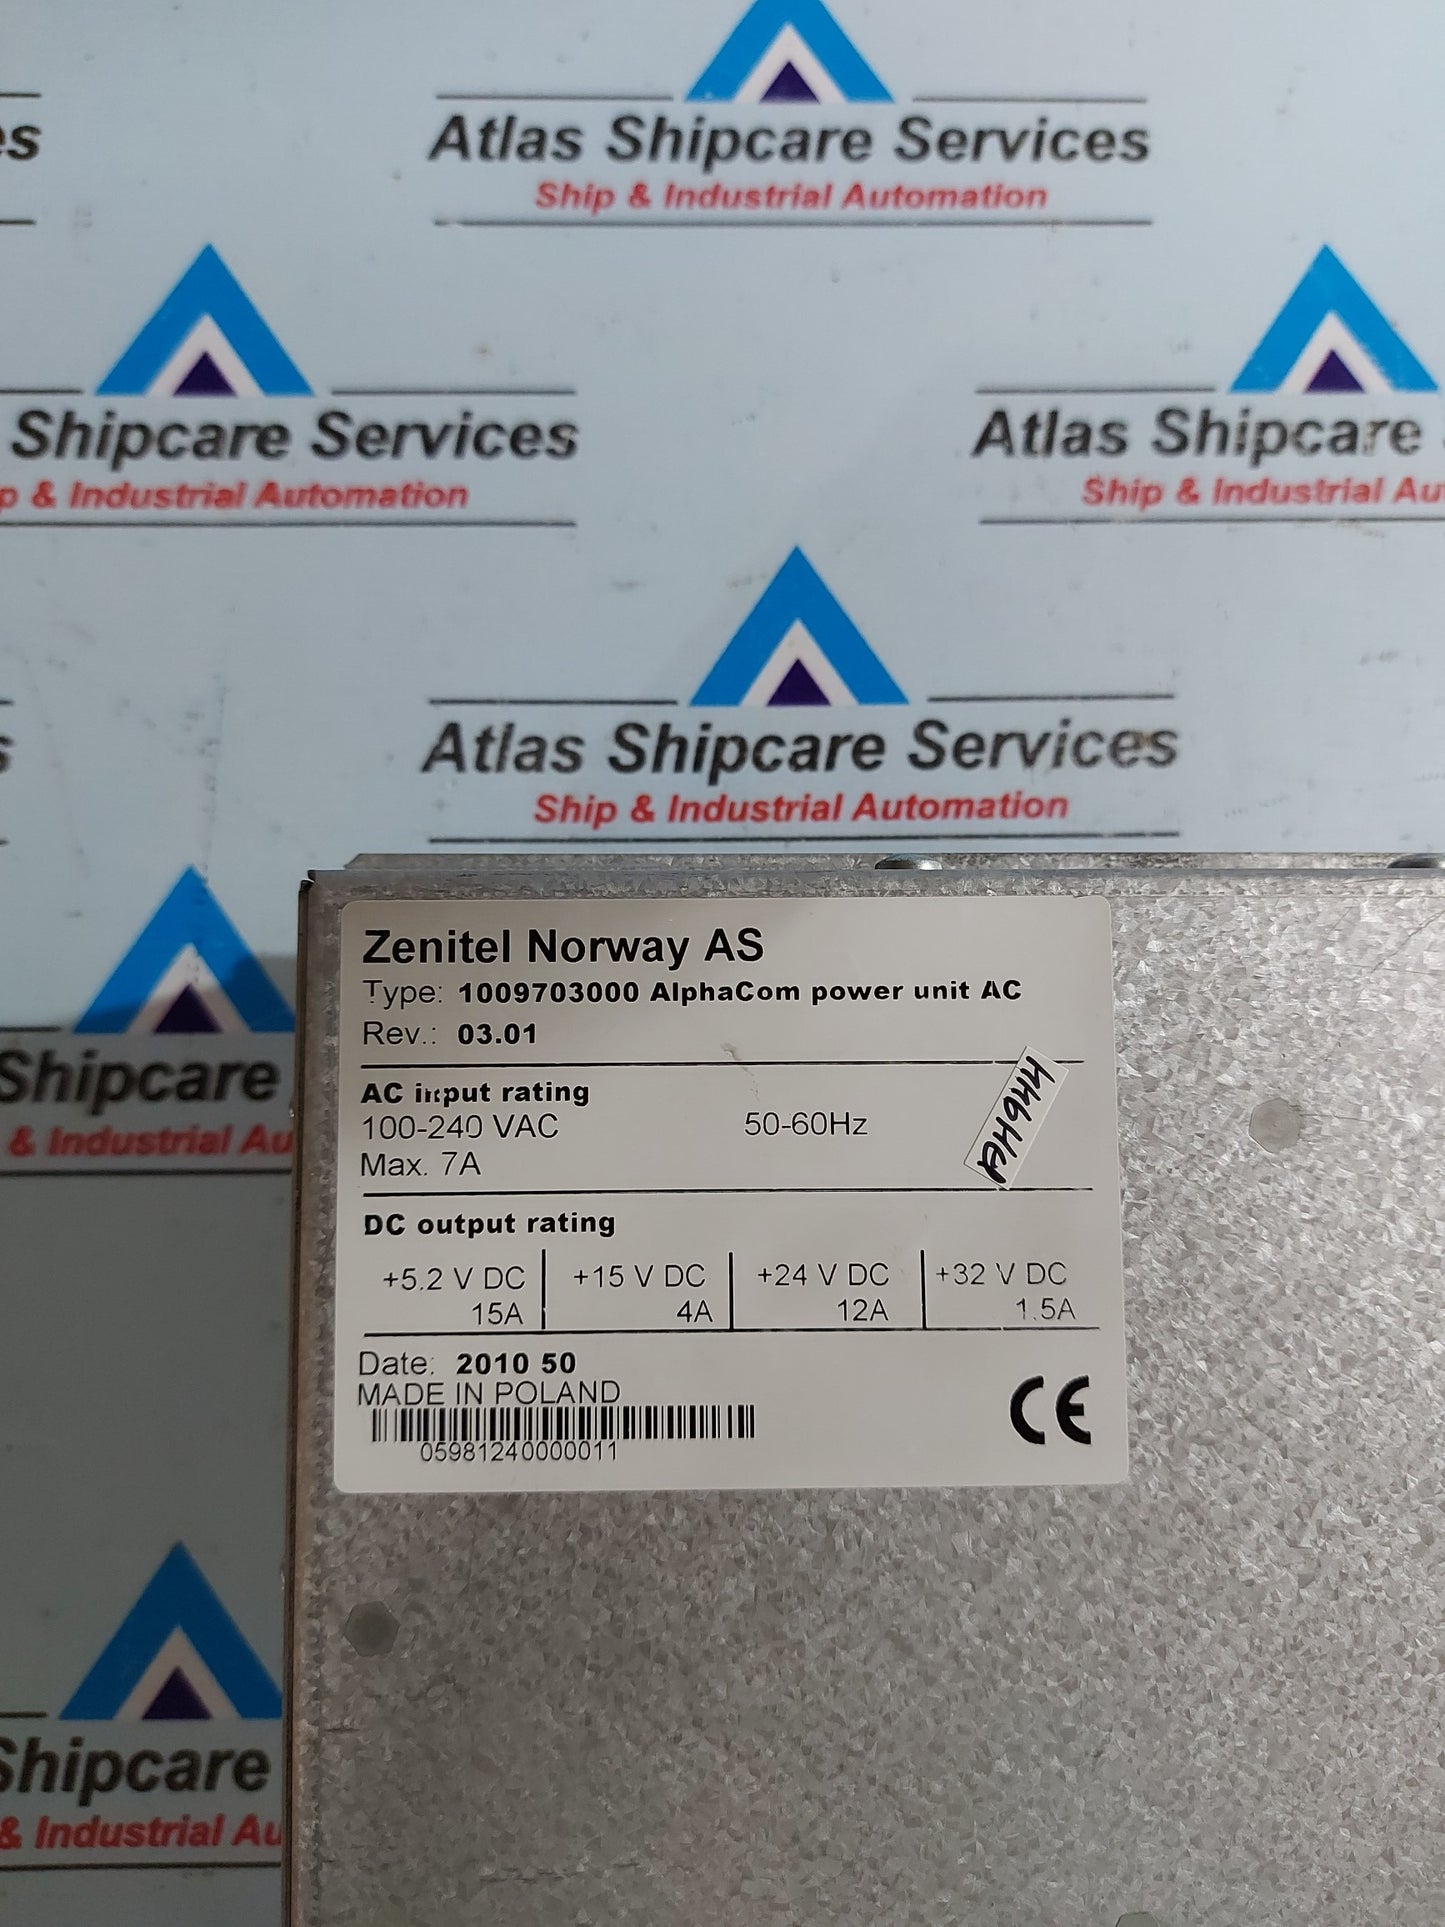 Atlas Shipcare Services
Ship & Industrial Automation
Shipcare Services
& Industrial Automation
Atlas Shipcare
Ship & Industrial Au
Atlas Shipcare Services
Ship & Industrial Automation
Shipcare
& Industrial Au
Shipcare
& Industrial Au
Zenitel Norway AS
Type: 1009703000 AlphaCom power unit AC
Rev.: 03.01
AC input rating
100-240 VAC 50-60Hz
Max. 7A
DC output rating
+5.2 V DC +15 V DC +24 V DC +32 V DC
15A 4A 12A 1.5A
Date: 2010 50
MADE IN POLAND
05981240000011
CE